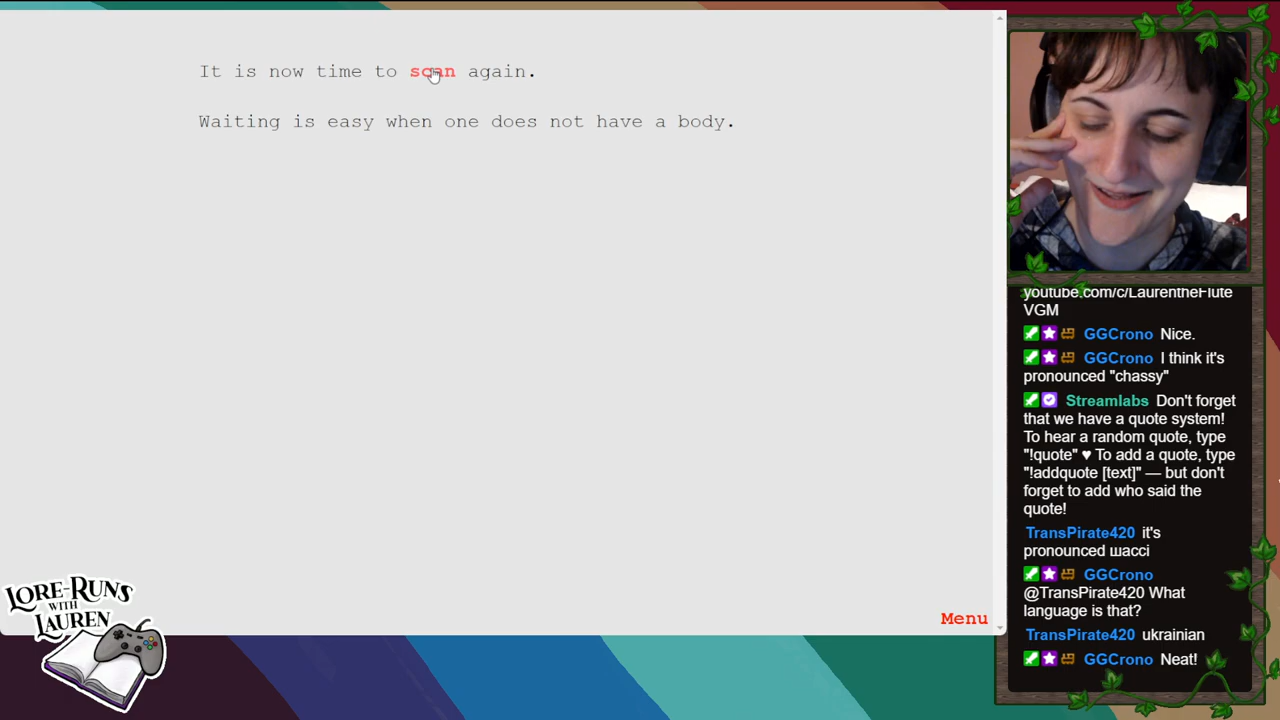 It is now time to scan again.
Waiting is easy when one does not have a body.
Menu
LORE-RUNS
WITH
LAUREN
youtube.com/c/LaurentheFlute
VGM
GGCrono Nice.
GGCrono I think it's
pronounced "chassy"
Streamlabs Don't forget
that we have a quote system!
To hear a random quote, type
"!quote" ♥ To add a quote, type
"!addquote [text]" — but don't
forget to add who said the
quote!
TransPirate420 it's
pronounced шассі
GGCrono
@TransPirate420 What
language is that?
TransPirate420 ukrainian
GGCrono Neat!